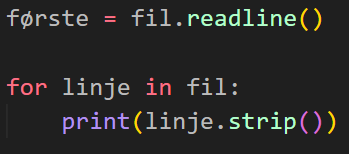 første = fil.readline()

for linje in fil:
    print(linje.strip())